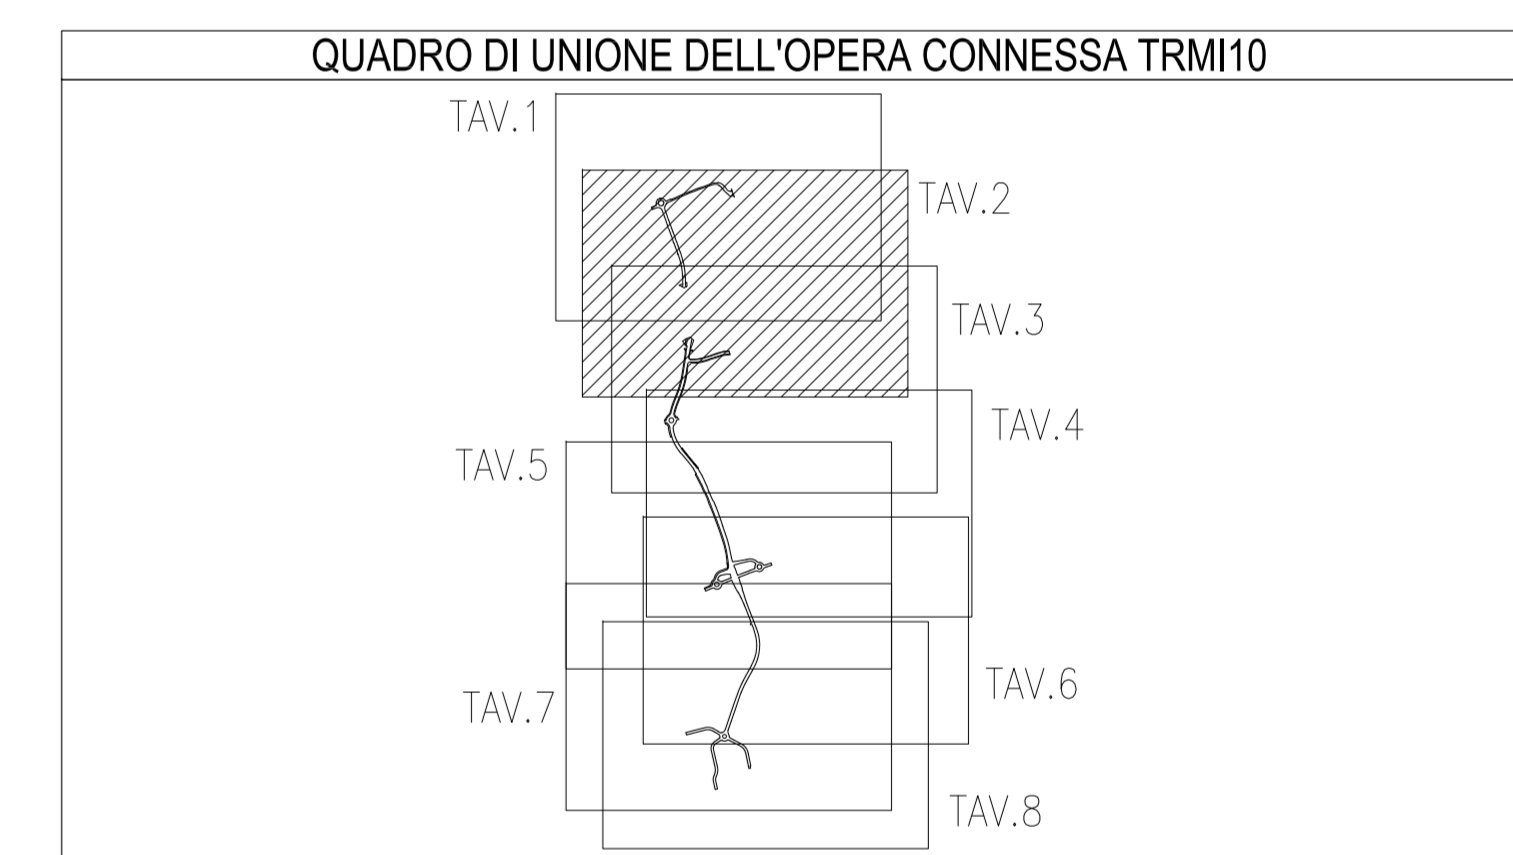 QUADRO DI UNIONE DELL'OPERA CONNESSA TRMI10
TAV.1
TAV.2
TAV.3
TAV.4
TAV.5
TAV.6
TAV.7
TAV.8